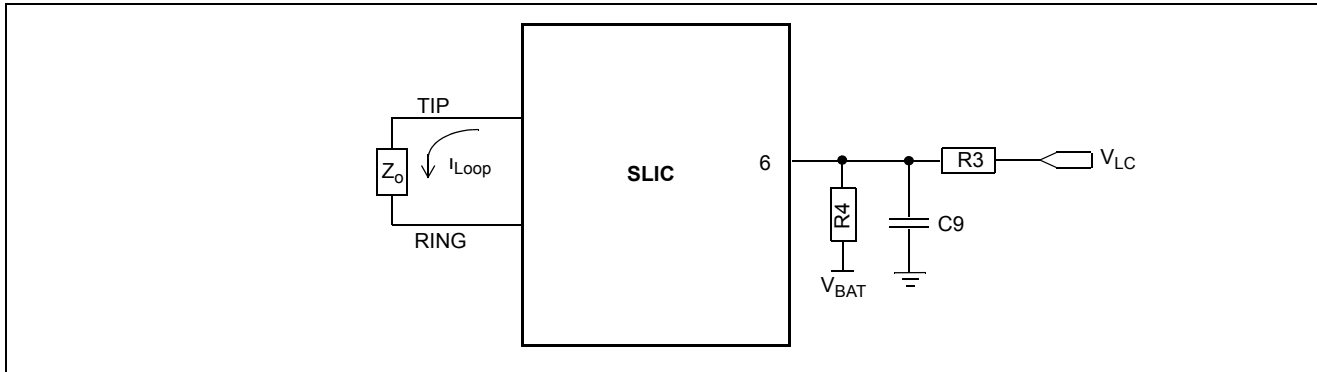 TIP
Zo
ILoop
RING
SLIC
6
R3
VLC
R4
C9
VBAT